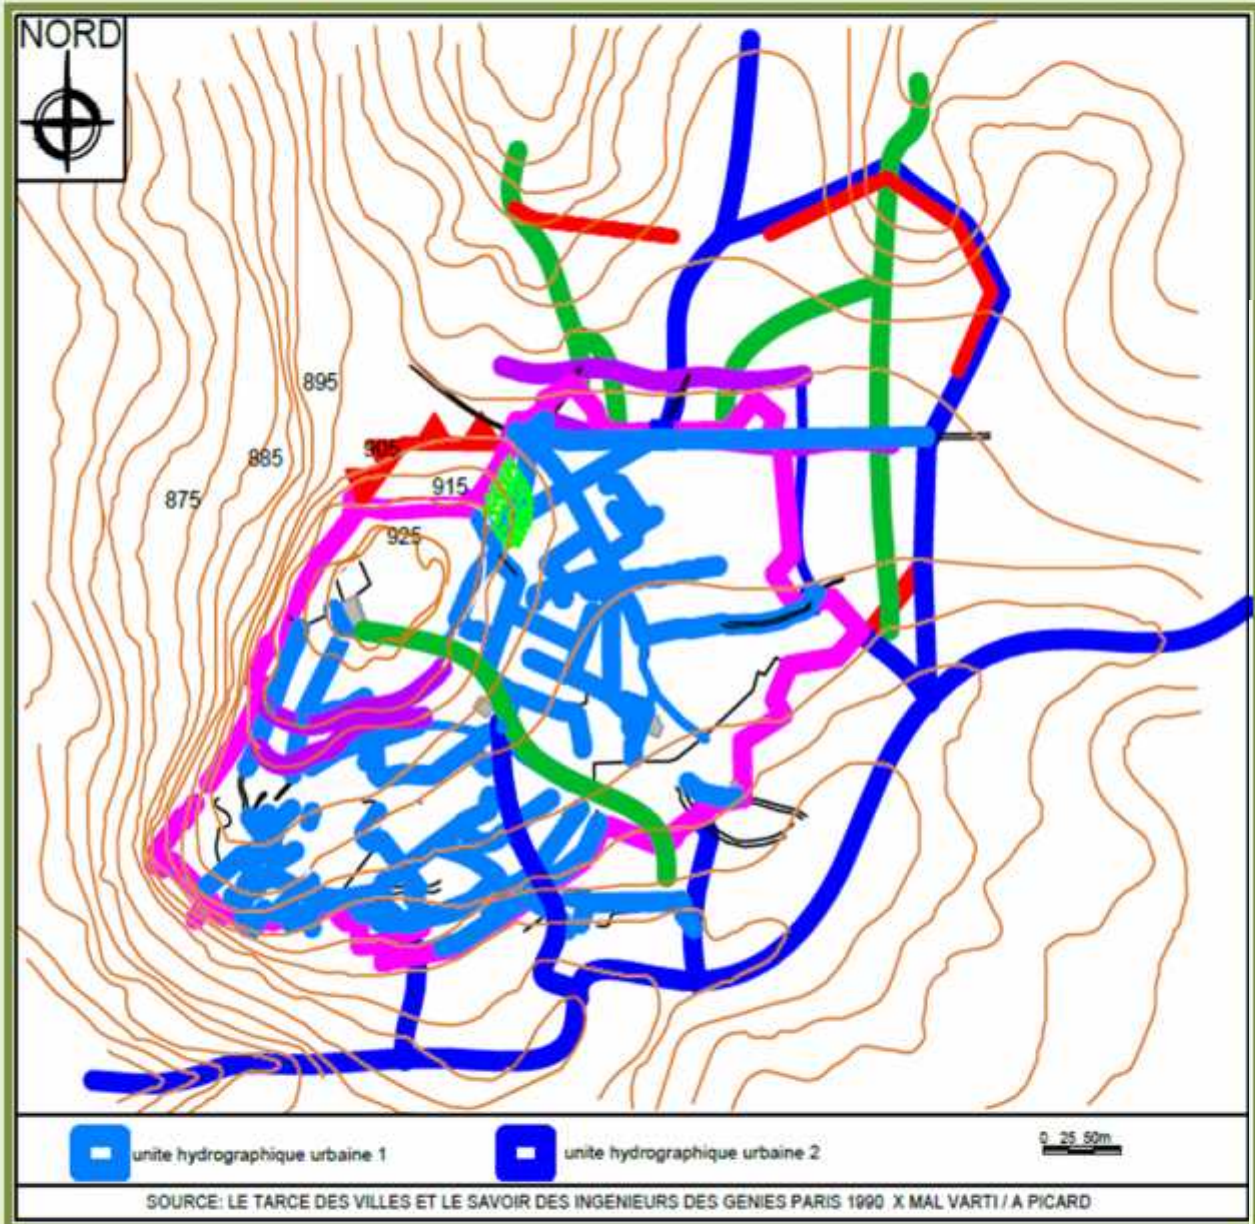 NORD
895
905
885
915
875
925
unite hydrographique urbaine 1
unite hydrographique urbaine 2
0 25 50m
SOURCE: LE TARCE DES VILLES ET LE SAVOIR DES INGENIEURS DES GENIES PARIS 1990 X MAL VARTI / A PICARD